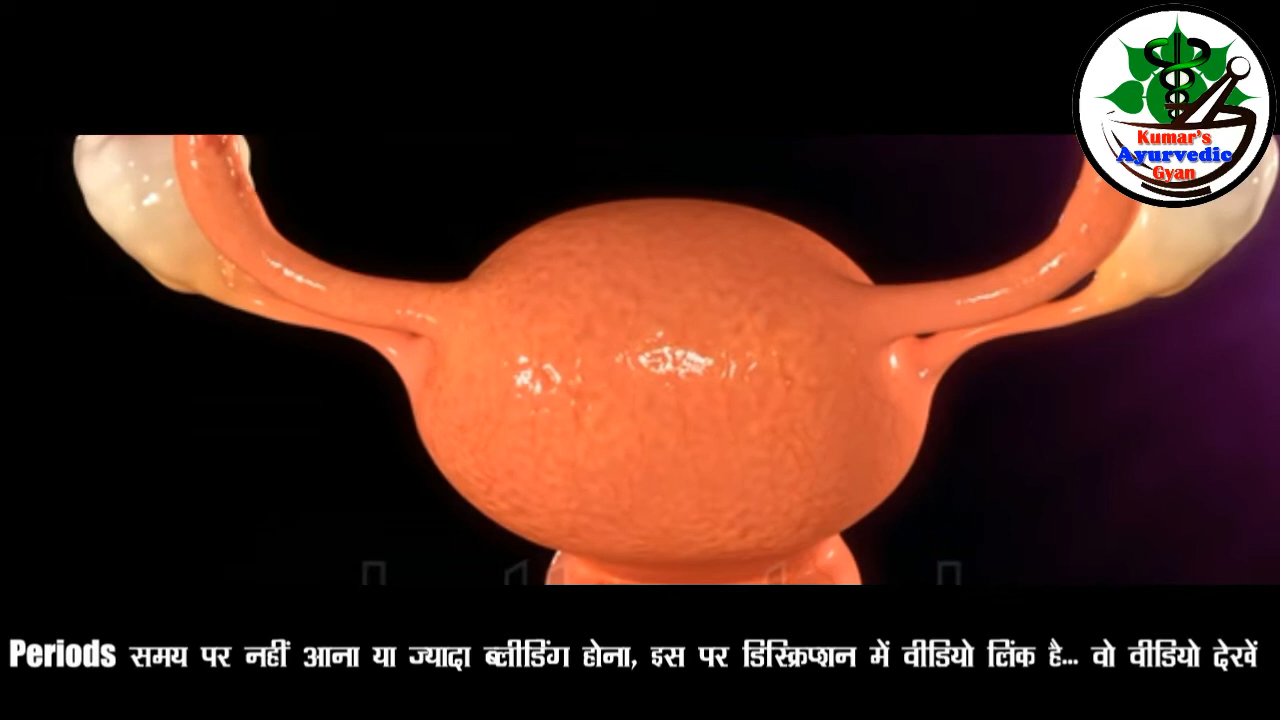 Kumar's
Ayurvedic
Gyan
Periods समय पर नहीं आना या ज्यादा ब्लीडिंग होना, इस पर डिस्क्रिप्शन में वीडियो लिंक है... वो वीडियो देखें